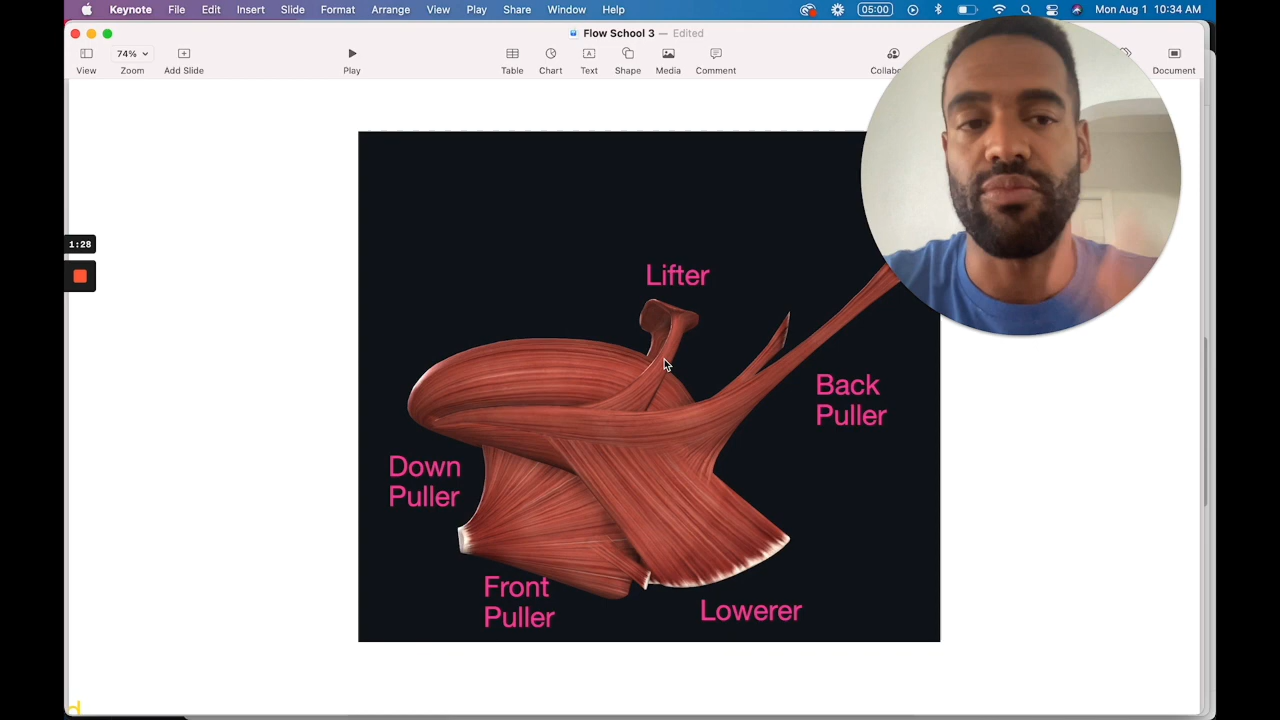 Keynote File Edit Insert Slide Format Arrange View Play Share Window Help 05:00 Mon Aug 1 10:34 AM
Flow School 3 — Edited
74%
View Zoom Add Slide Play Table Chart Text Shape Media Comment Document
1:28
Lifter
Back
Puller
Down
Puller
Front
Puller
Lowerer